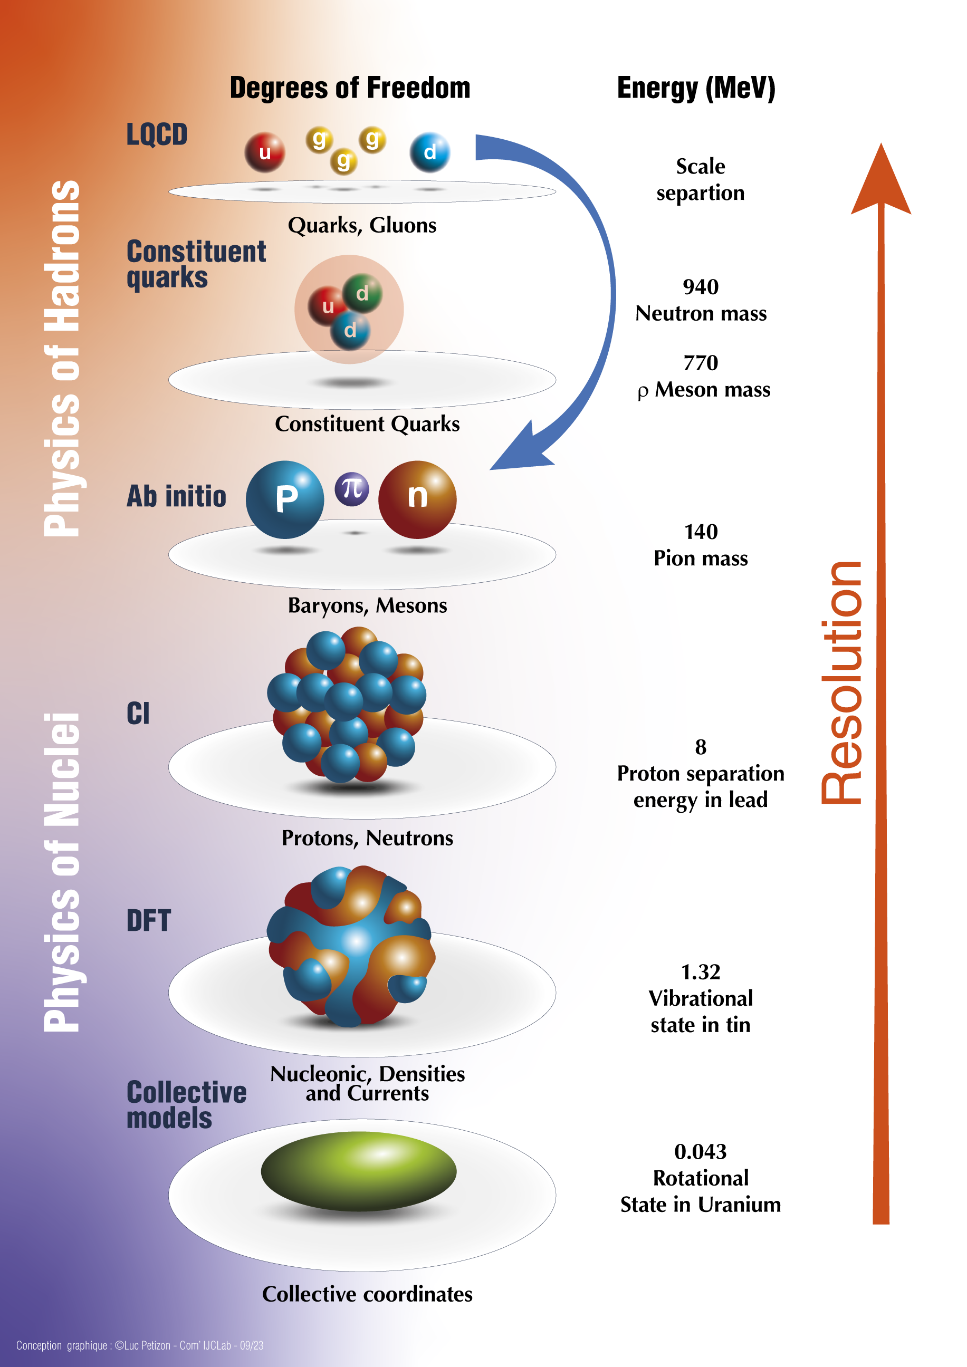 Degrees of Freedom
Energy (MeV)
LQCD
u
g
g
g
d
Scale
separtion
Quarks, Gluons
Constituent
quarks
u
d
d
940
Neutron mass
770
ρ Meson mass
Constituent Quarks
Ab initio
P
π
n
140
Pion mass
Baryons, Mesons
CI
8
Proton separation
energy in lead
Protons, Neutrons
DFT
1.32
Vibrational
state in tin
Nucleonic, Densities
and Currents
Collective
models
0.043
Rotational
State in Uranium
Collective coordinates
Physics of Hadrons
Physics of Nuclei
Resolution
Conception graphique : ©Luc Petizon - Com' IJCLab - 09/23